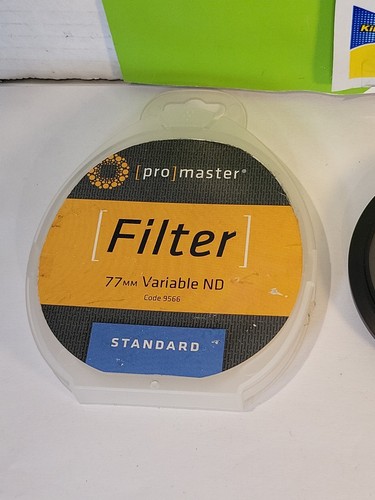 [pro]master®
[Filter]
77MM Variable ND
Code 9566
STANDARD